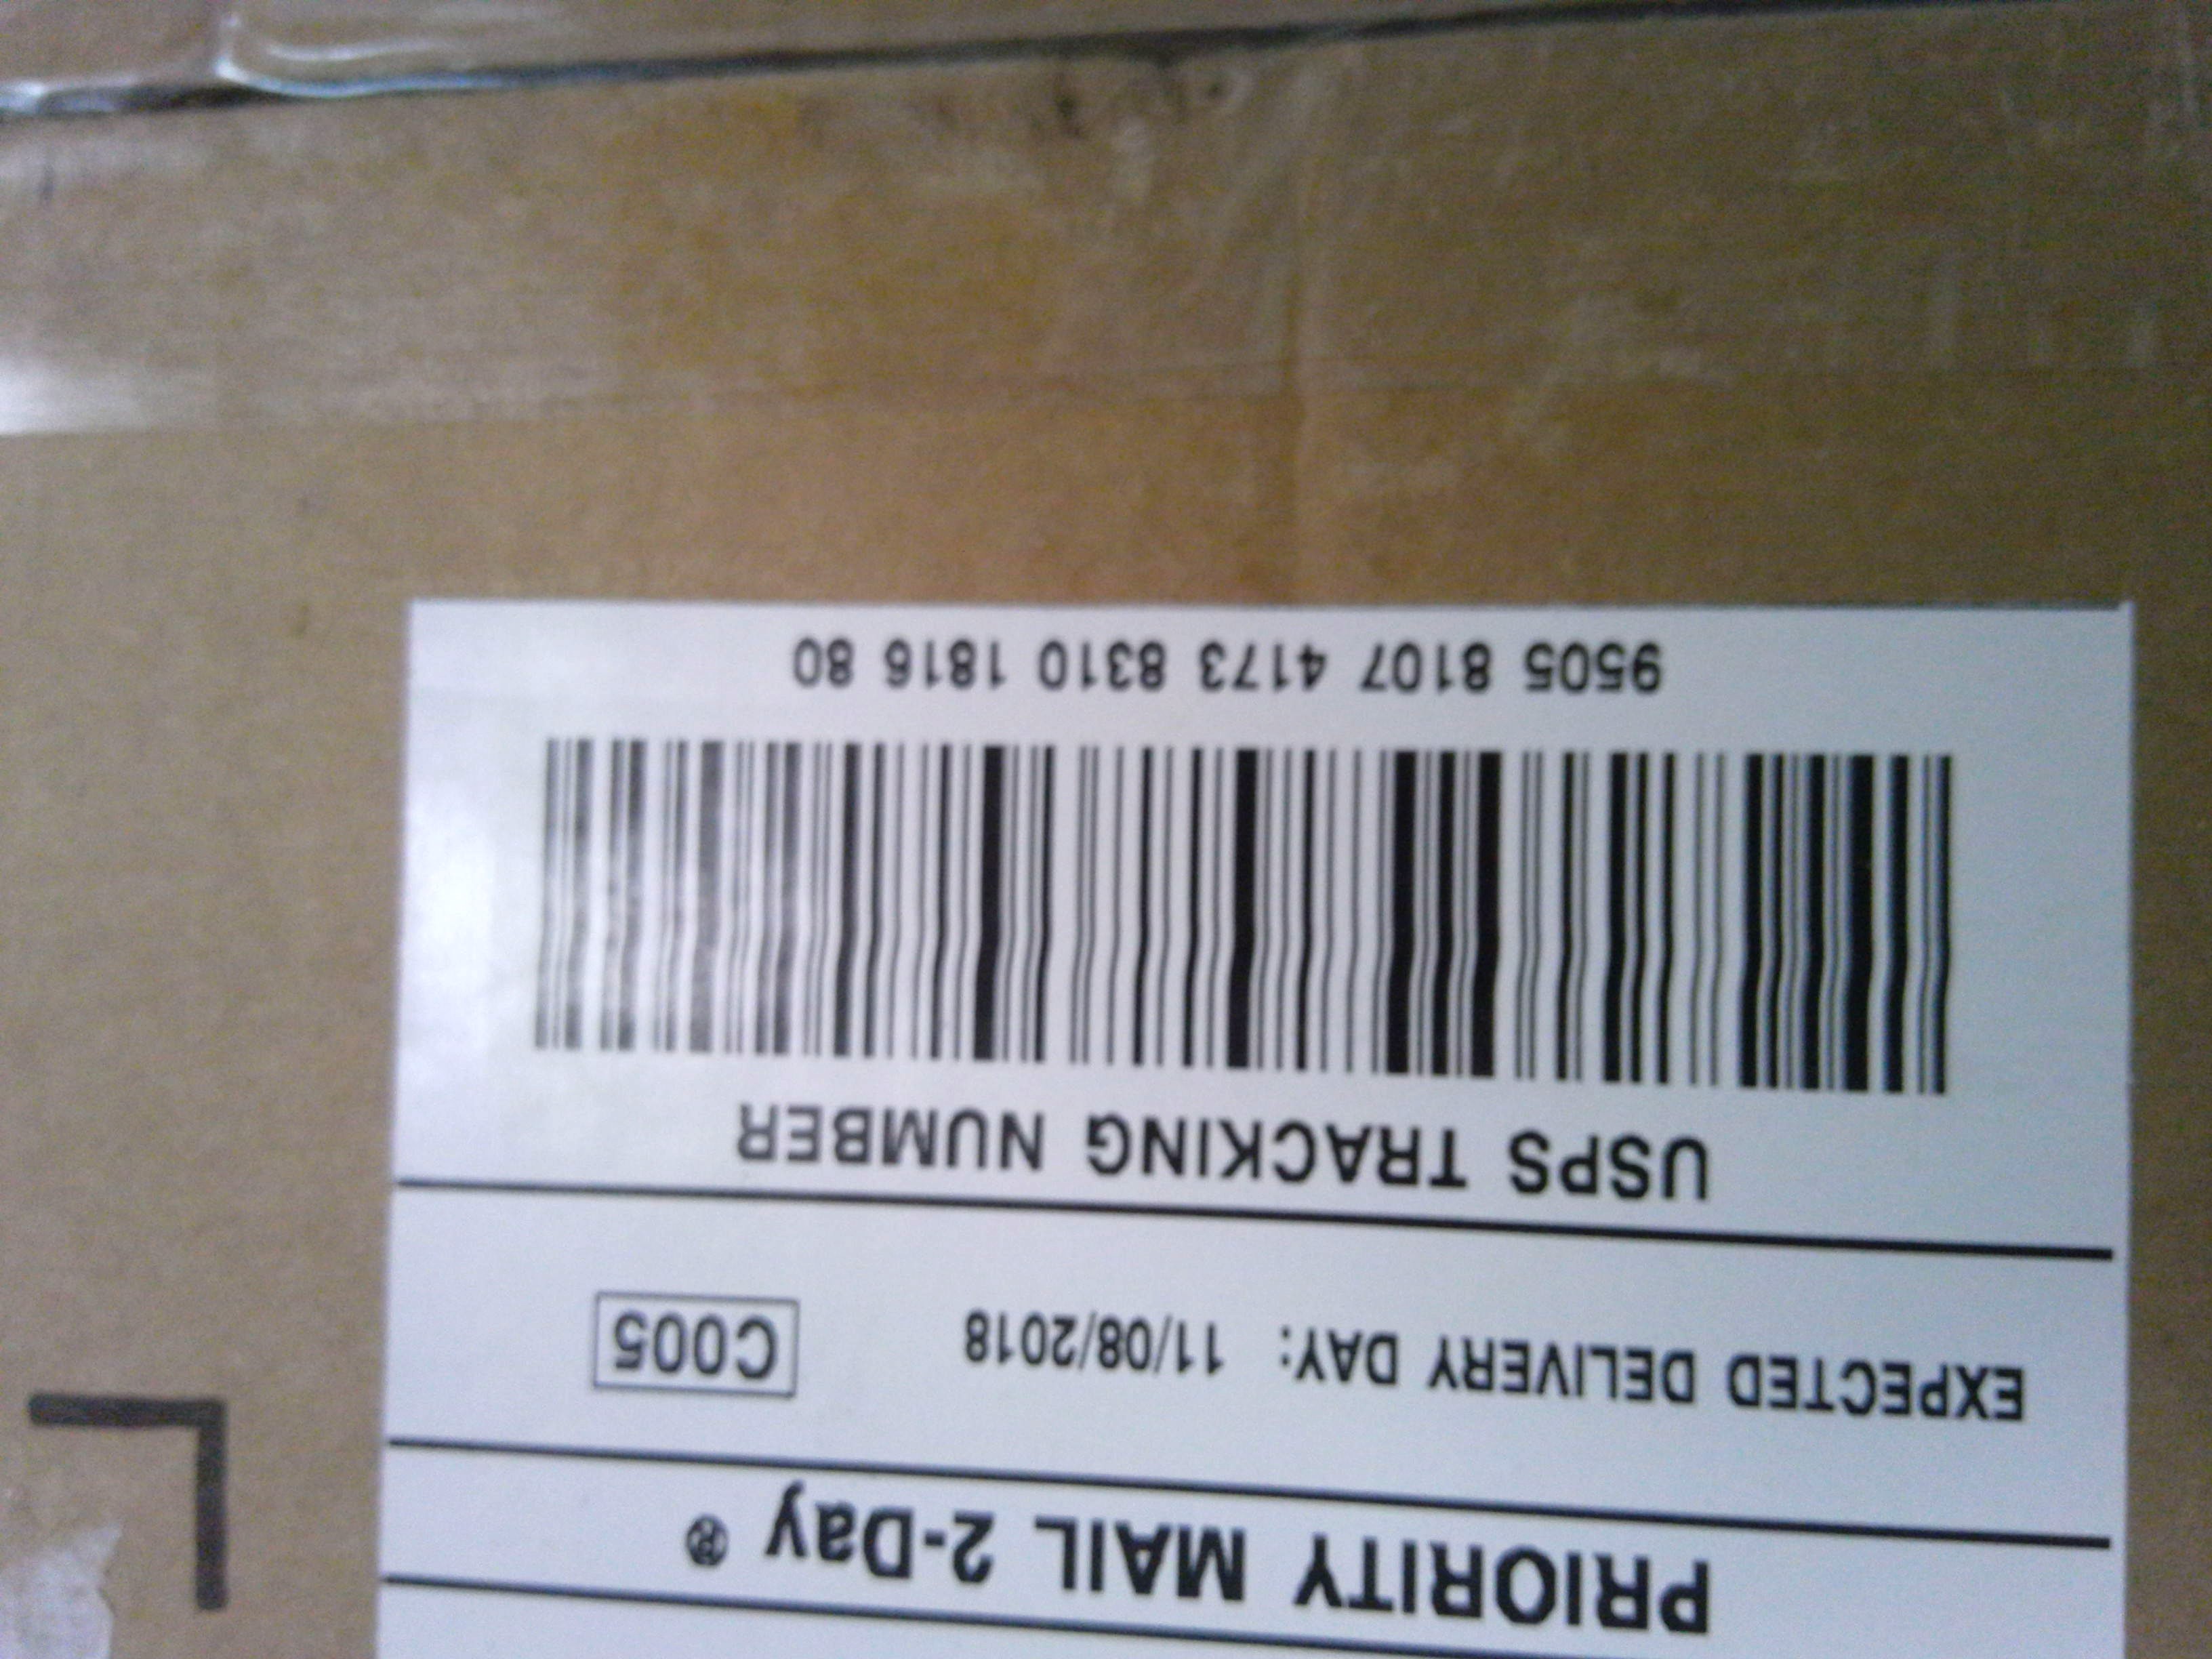 PRIORITY MAIL 2-Day ®
EXPECTED DELIVERY DAY: 11/08/2018
C005
USPS TRACKING NUMBER
9505 8107 4173 8310 1816 80